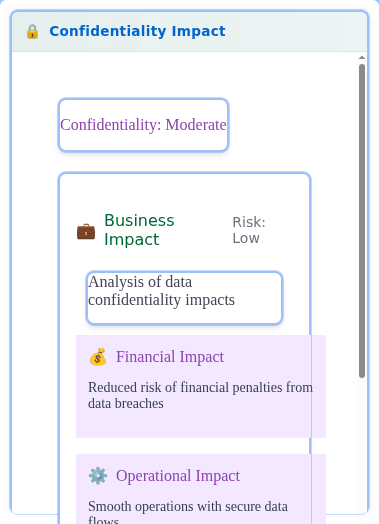 🔒 Confidentiality Impact
Confidentiality: Moderate
💼 Business
Impact
Risk:
Low
Analysis of data
confidentiality impacts
💰 Financial Impact
Reduced risk of financial penalties from
data breaches
⚙️ Operational Impact
Smooth operations with secure data
flows